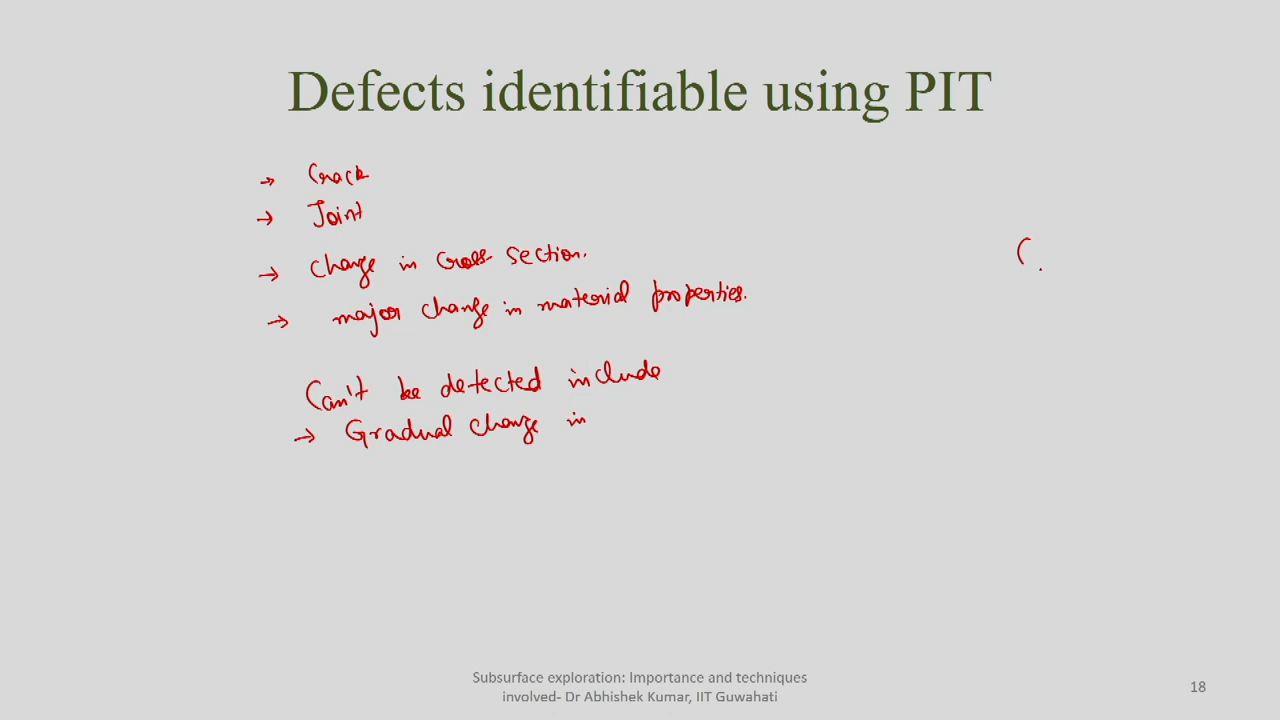 Defects identifiable using PIT
→ Crack
→ Joint
→ change in cross section.
→ major change in material properties.
Can't be detected include
→ Gradual change in
(.
Subsurface exploration: Importance and techniques
involved- Dr Abhishek Kumar, IIT Guwahati
18